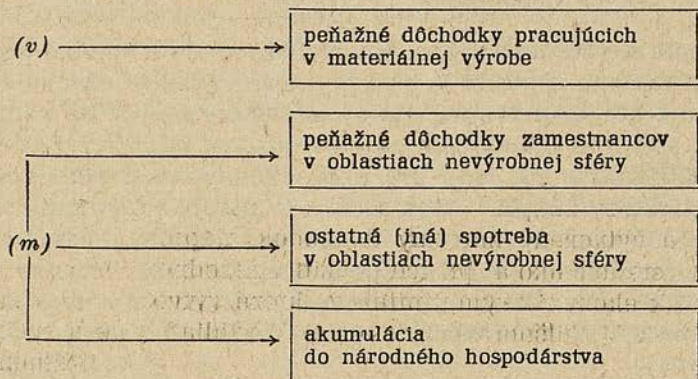 (v)
peňažné dôchodky pracujúcich
v materiálnej výrobe
peňažné dôchodky zamestnancov
v oblastiach nevýrobnej sféry
(m)
ostatná (iná) spotreba
v oblastiach nevýrobnej sféry
akumulácia
do národného hospodárstva